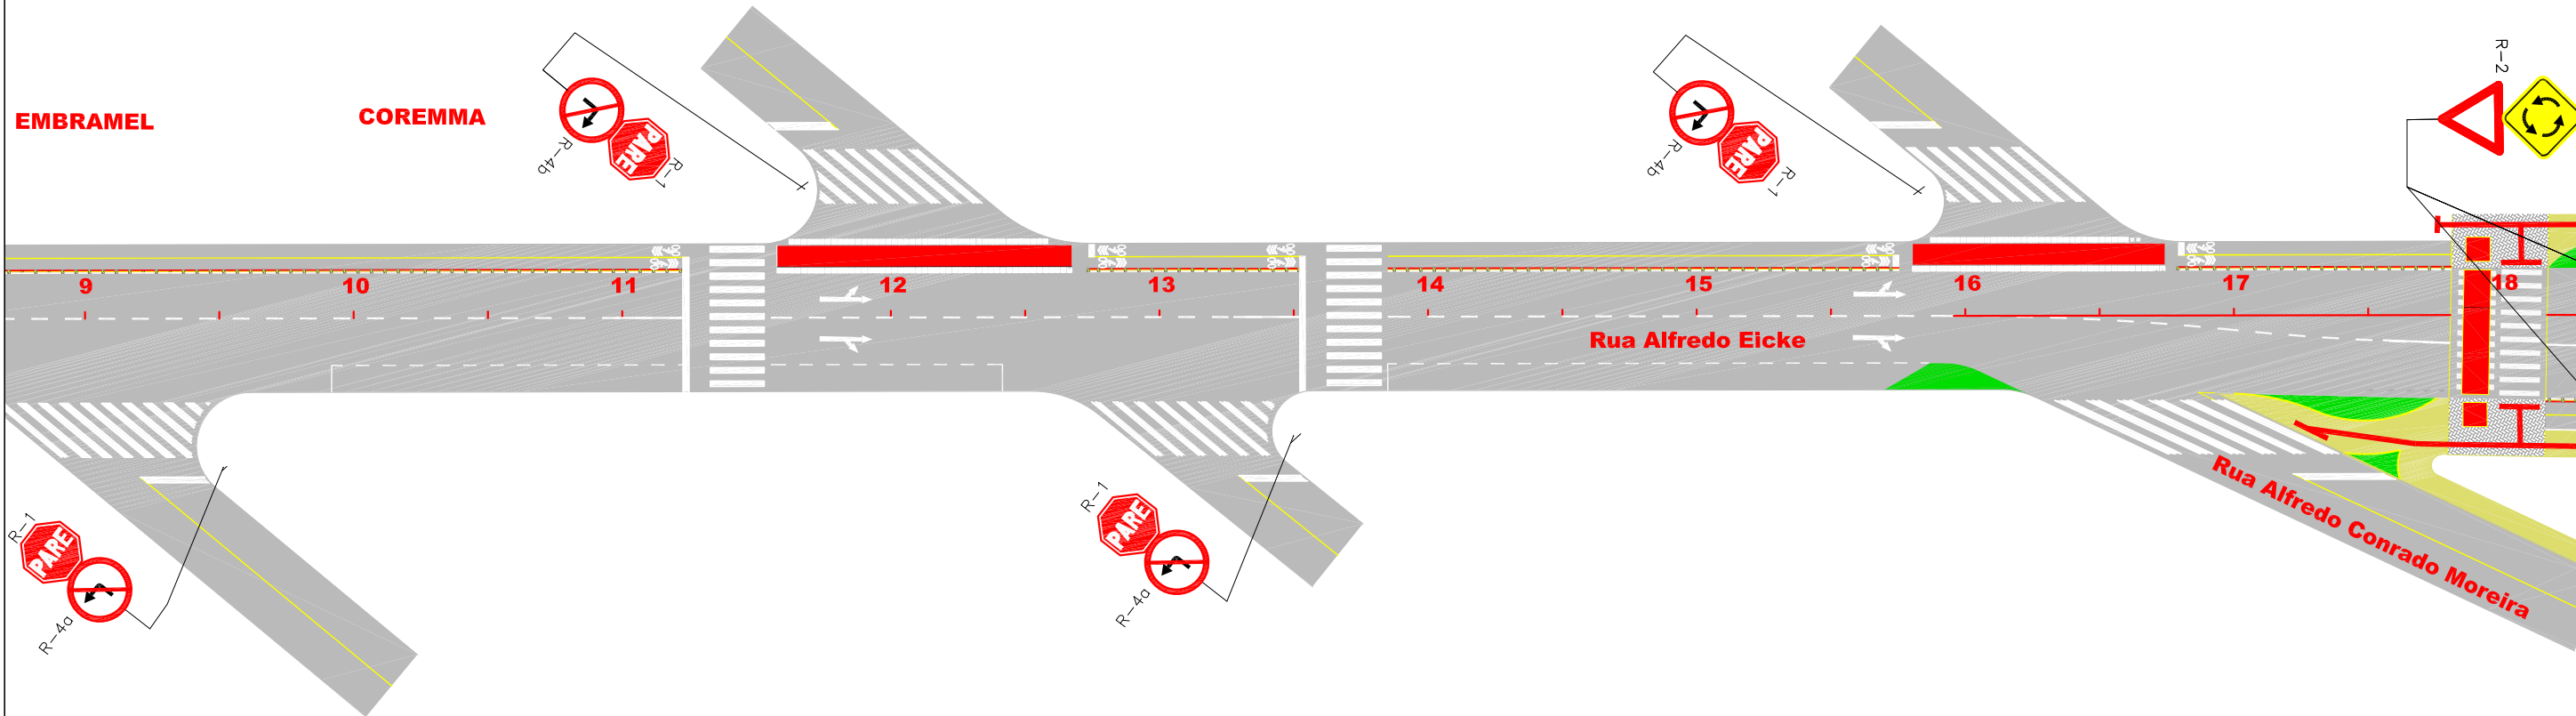 EMBRAMEL
COREMMA
R-4b
PARE
R-1
R-4b
PARE
R-1
R-2
9
10
11
12
13
14
15
16
17
18
Rua Alfredo Eicke
R-1
PARE
R-4a
R-1
PARE
R-4a
Rua Alfredo Conrado Moreira